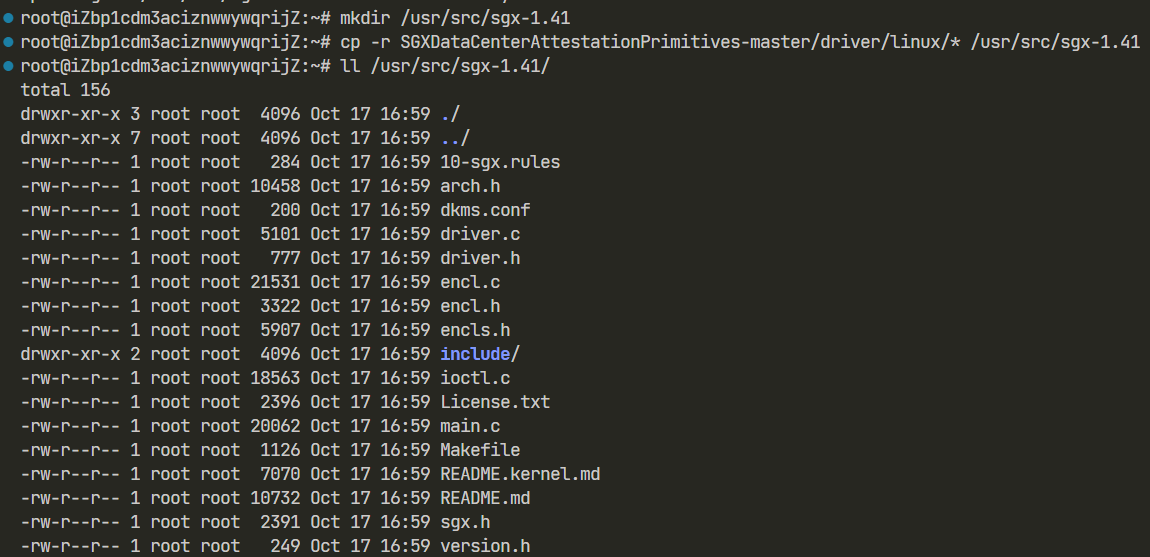 root@iZbp1cdm3aciznwwywqrijZ:~# mkdir /usr/src/sgx-1.41
root@iZbp1cdm3aciznwwywqrijZ:~# cp -r SGXDataCenterAttestationPrimitives-master/driver/linux/* /usr/src/sgx-1.41
root@iZbp1cdm3aciznwwywqrijZ:~# ll /usr/src/sgx-1.41/
total 156
drwxr-xr-x 3 root root  4096 Oct 17 16:59 ./
drwxr-xr-x 7 root root  4096 Oct 17 16:59 ../
-rw-r--r-- 1 root root   284 Oct 17 16:59 10-sgx.rules
-rw-r--r-- 1 root root 10458 Oct 17 16:59 arch.h
-rw-r--r-- 1 root root   200 Oct 17 16:59 dkms.conf
-rw-r--r-- 1 root root  5101 Oct 17 16:59 driver.c
-rw-r--r-- 1 root root   777 Oct 17 16:59 driver.h
-rw-r--r-- 1 root root 21531 Oct 17 16:59 encl.c
-rw-r--r-- 1 root root  3322 Oct 17 16:59 encl.h
-rw-r--r-- 1 root root  5907 Oct 17 16:59 encls.h
drwxr-xr-x 2 root root  4096 Oct 17 16:59 include/
-rw-r--r-- 1 root root 18563 Oct 17 16:59 ioctl.c
-rw-r--r-- 1 root root  2396 Oct 17 16:59 License.txt
-rw-r--r-- 1 root root 20062 Oct 17 16:59 main.c
-rw-r--r-- 1 root root  1126 Oct 17 16:59 Makefile
-rw-r--r-- 1 root root  7070 Oct 17 16:59 README.kernel.md
-rw-r--r-- 1 root root 10732 Oct 17 16:59 README.md
-rw-r--r-- 1 root root  2391 Oct 17 16:59 sgx.h
-rw-r--r-- 1 root root   249 Oct 17 16:59 version.h